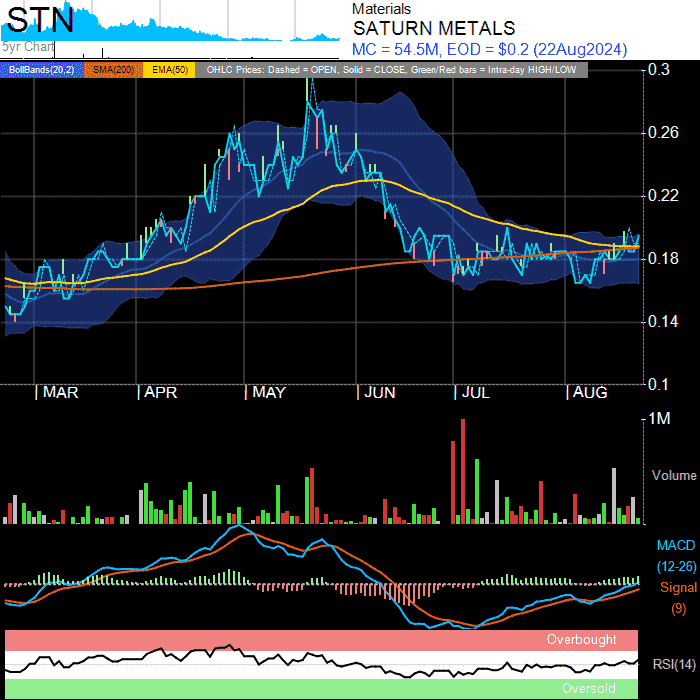 STN
5yr Chart
Materials
SATURN METALS
MC = 54.5M, EOD = $0.2 (22Aug2024)
BollBands(20,2) SMA(200) EMA(50) OHLC Prices: Dashed = OPEN, Solid = CLOSE, Green/Red bars = Intra-day HIGH/LOW
0.3
0.26
0.22
0.18
0.14
0.1
MAR APR MAY JUN JUL AUG
1M
Volume
MACD
(12-26)
Signal
(9)
Overbought
RSI(14)
Oversold